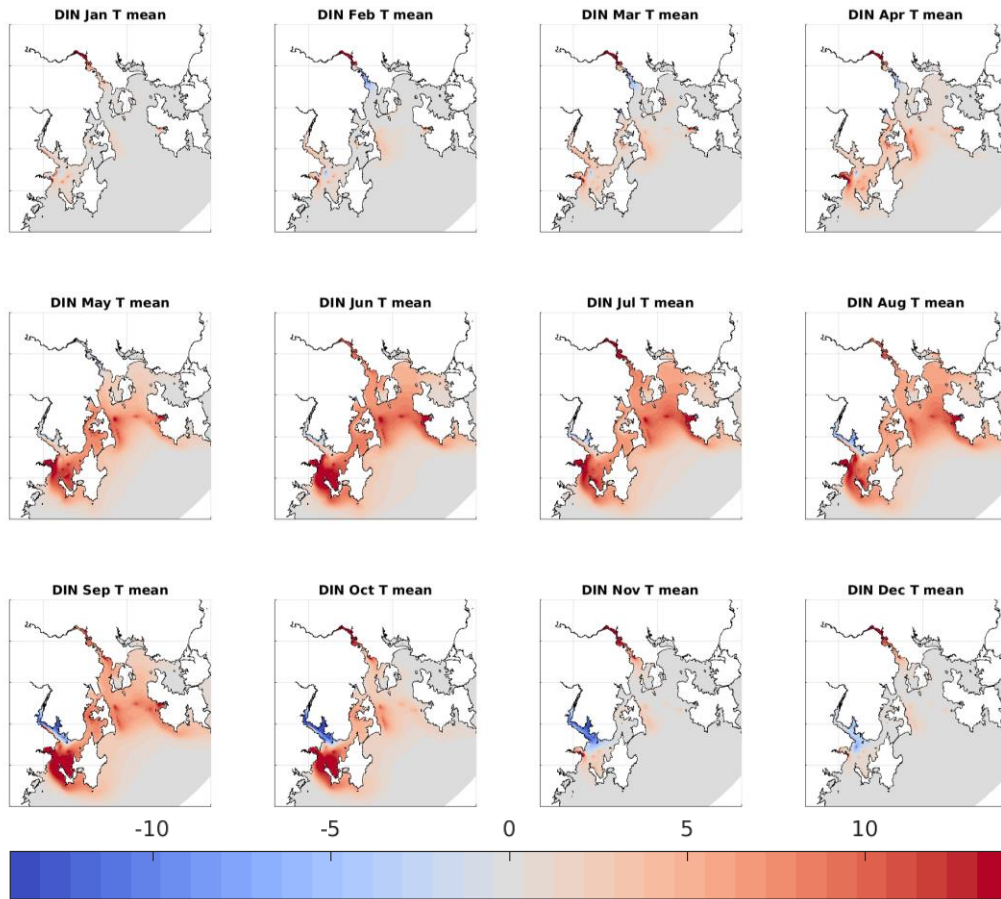 DIN Jan T mean
DIN Feb T mean
DIN Mar T mean
DIN Apr T mean
DIN May T mean
DIN Jun T mean
DIN Jul T mean
DIN Aug T mean
DIN Sep T mean
DIN Oct T mean
DIN Nov T mean
DIN Dec T mean
-10 -5 0 5 10